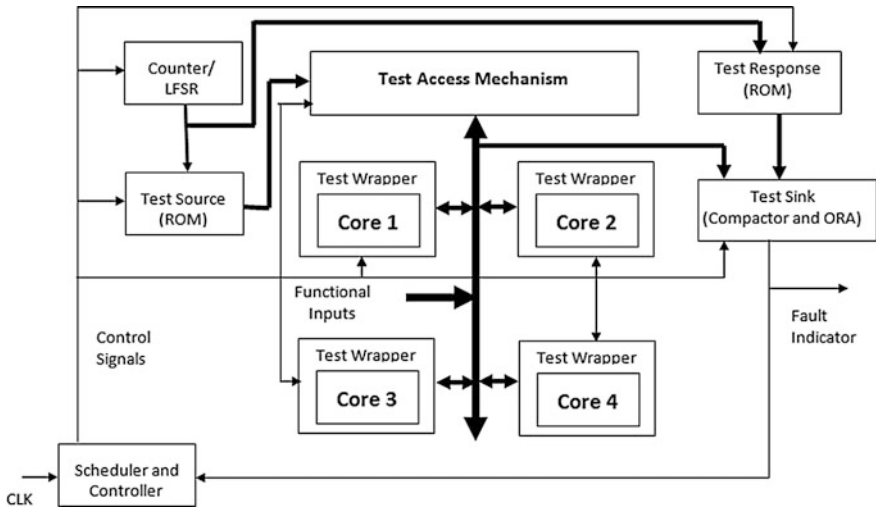 Counter/
LFSR
Test Access Mechanism
Test Response
(ROM)
Test Source
(ROM)
Test Wrapper
Core 1
Test Wrapper
Core 2
Test Sink
(Compactor and ORA)
Functional
Inputs
Control
Signals
Fault
Indicator
Test Wrapper
Core 3
Test Wrapper
Core 4
Scheduler and
Controller
CLK